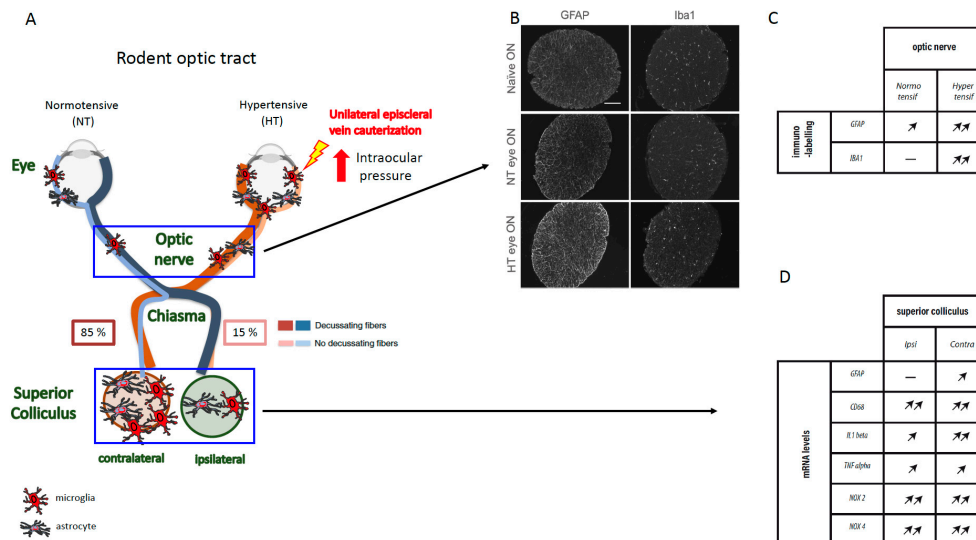 A
Rodent optic tract
Normotensive
(NT)
Hypertensive
(HT)
Unilateral episcleral
vein cauterization
Intraocular
pressure
Eye
Optic
nerve
Chiasma
85 %
15 %
Decussating fibers
No decussating fibers
Superior
Colliculus
contralateral
ipsilateral
microglia
astrocyte
B
GFAP
Iba1
Naïve ON
NT eye ON
HT eye ON
C
optic nerve
Normo
tensif
Hyper
tensif
immuno
-labelling
GFAP
IBA1
D
superior colliculus
Ipsi
Contra
mRNA levels
GFAP
CD68
IL1 beta
TNF alpha
NOX 2
NOX 4